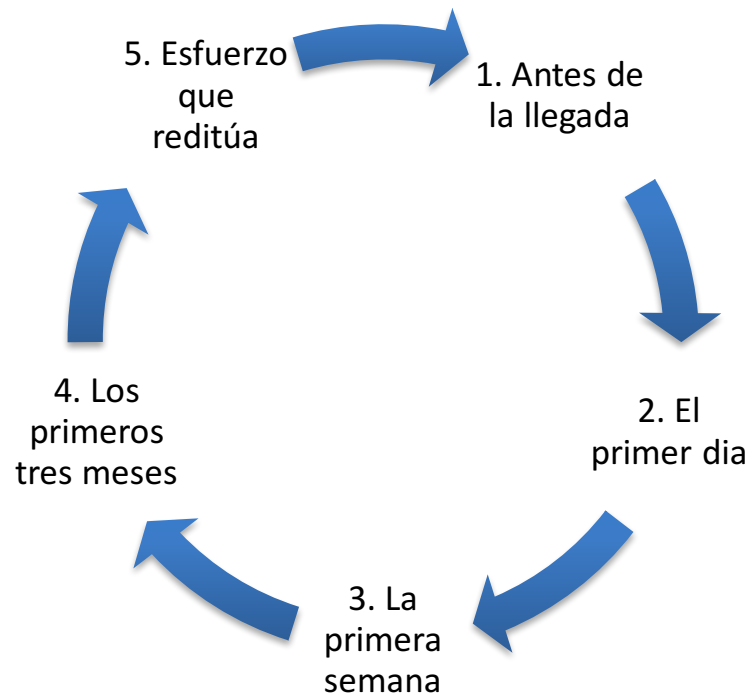 1. Antes de
la llegada
2. El
primer dia
3. La
primera
semana
4. Los
primeros
tres meses
5. Esfuerzo
que
reditúa